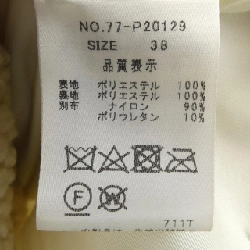 NO.77-P20129
SIZE 38
品質表示
表地 ポリエステル 100%
裏地 ポリエステル 100%
別布 ナイロン 90%
ポリウレタン 10%
F W
711T